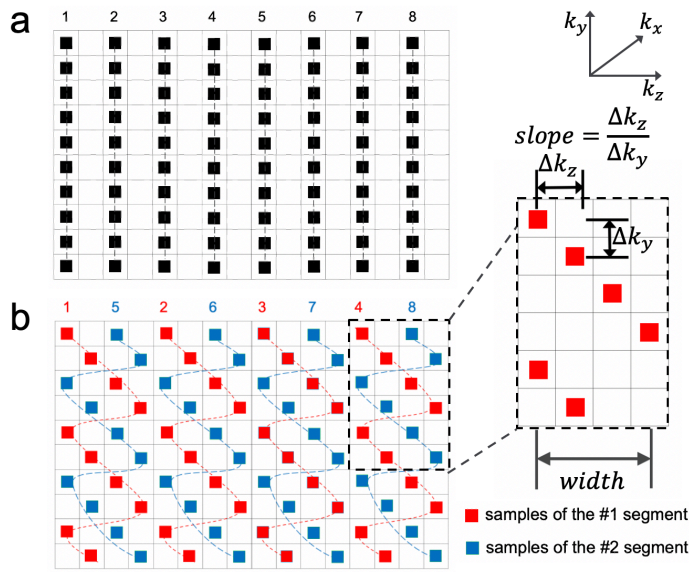 a
1 2 3 4 5 6 7 8
k_y
k_x
k_z
slope = Δk_z / Δk_y
Δk_z
Δk_y
b
1 5 2 6 3 7 4 8
width
samples of the #1 segment
samples of the #2 segment